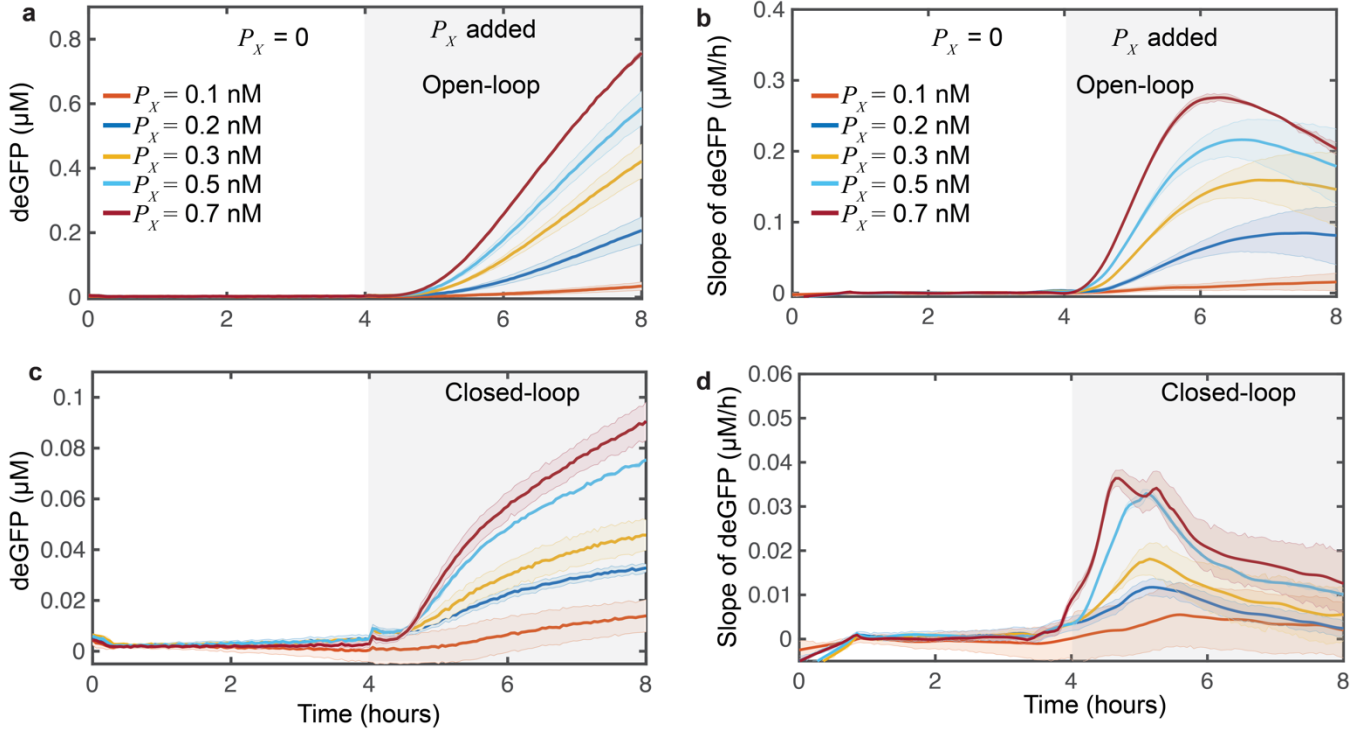 a
P_X = 0
P_X added
Open-loop
P_X = 0.1 nM
P_X = 0.2 nM
P_X = 0.3 nM
P_X = 0.5 nM
P_X = 0.7 nM
deGFP (µM)
0.8
0.6
0.4
0.2
0
0
2
4
6
8
b
P_X = 0
P_X added
Open-loop
P_X = 0.1 nM
P_X = 0.2 nM
P_X = 0.3 nM
P_X = 0.5 nM
P_X = 0.7 nM
Slope of deGFP (µM/h)
0.4
0.3
0.2
0.1
0
0
2
4
6
8
c
Closed-loop
deGFP (µM)
0.1
0.08
0.06
0.04
0.02
0
0
2
4
6
8
Time (hours)
d
Closed-loop
Slope of deGFP (µM/h)
0.06
0.05
0.04
0.03
0.02
0.01
0
0
2
4
6
8
Time (hours)